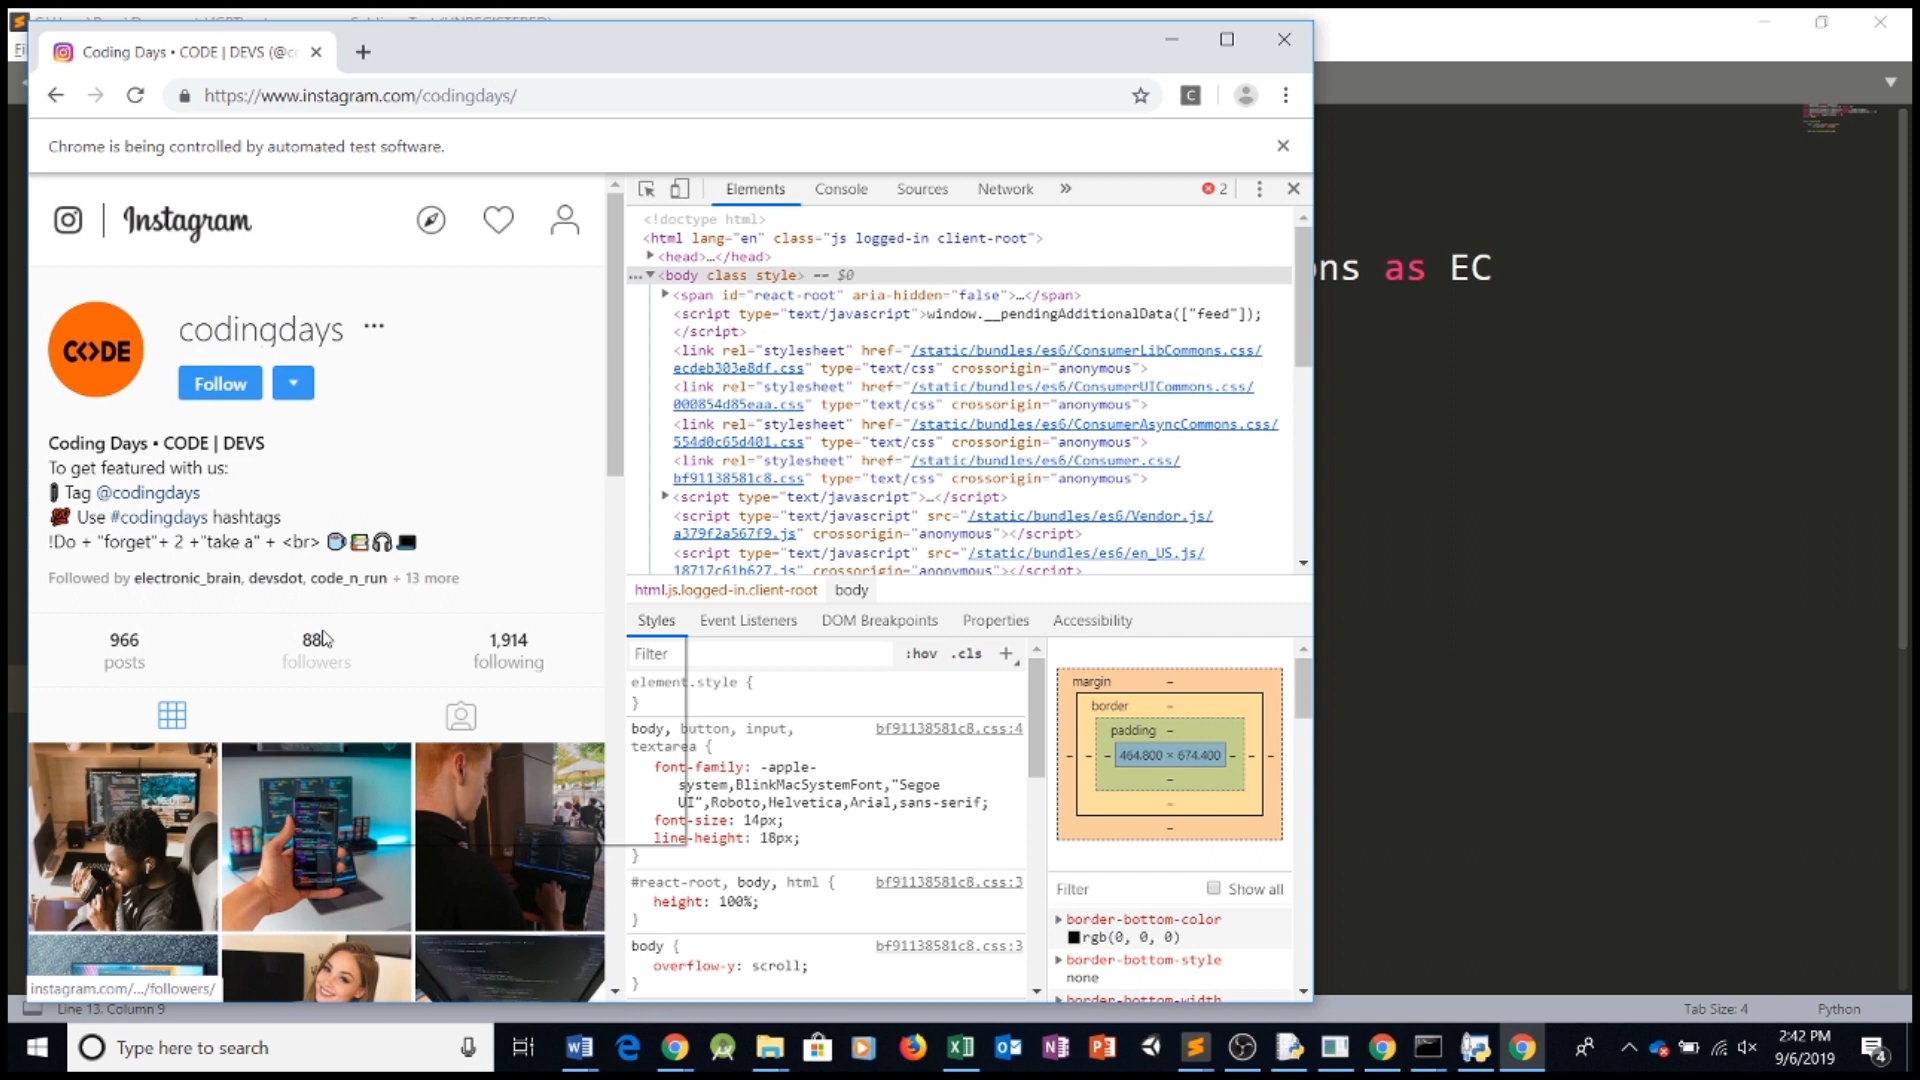 Coding Days • CODE | DEVS (@co
https://www.instagram.com/codingdays/
C
Chrome is being controlled by automated test software.
Instagram
Elements Console Sources Network » 2
<!doctype html>
<html lang="en" class="js logged-in client-root">
<head>…</head>
…<body class style> == $0
<span id="react-root" aria-hidden="false">…</span>
<script type="text/javascript">window.__pendingAdditionalData(["feed"]);
</script>
<link rel="stylesheet" href="/static/bundles/es6/ConsumerLibCommons.css/
ecdeb303e8df.css" type="text/css" crossorigin="anonymous">
<link rel="stylesheet" href="/static/bundles/es6/ConsumerUICommons.css/
000854d85eaa.css" type="text/css" crossorigin="anonymous">
<link rel="stylesheet" href="/static/bundles/es6/ConsumerAsyncCommons.css/
554d0c65d401.css" type="text/css" crossorigin="anonymous">
<link rel="stylesheet" href="/static/bundles/es6/Consumer.css/
bf91138581c8.css" type="text/css" crossorigin="anonymous">
<script type="text/javascript">…</script>
<script type="text/javascript" src="/static/bundles/es6/Vendor.js/
a379f2a567f9.js" crossorigin="anonymous"></script>
<script type="text/javascript" src="/static/bundles/es6/en_US.js/
18717c61b627.js" crossorigin="anonymous"></script>
html.js.logged-in.client-root body
Styles Event Listeners DOM Breakpoints Properties Accessibility
Filter :hov .cls +
element.style {
}
body, button, input, bf91138581c8.css:4
textarea {
font-family: -apple-
system,BlinkMacSystemFont,"Segoe
UI",Roboto,Helvetica,Arial,sans-serif;
font-size: 14px;
line-height: 18px;
}
#react-root, body, html { bf91138581c8.css:3
height: 100%;
}
body { bf91138581c8.css:3
overflow-y: scroll;
}
margin –
border –
padding –
464.800 × 674.400
Filter Show all
border-bottom-color
rgb(0, 0, 0)
border-bottom-style
none
border-bottom-width
C<>DE
codingdays
Follow
Coding Days • CODE | DEVS
To get featured with us:
Tag @codingdays
💯 Use #codingdays hashtags
!Do + "forget"+ 2 +"take a" + <br>
Followed by electronic_brain, devsdot, code_n_run + 13 more
966 1,914
posts followers following
instagram.com/.../followers/
ons as EC
Line 13, Column 9 Tab Size: 4 Python
Type here to search
2:42 PM
9/6/2019
4